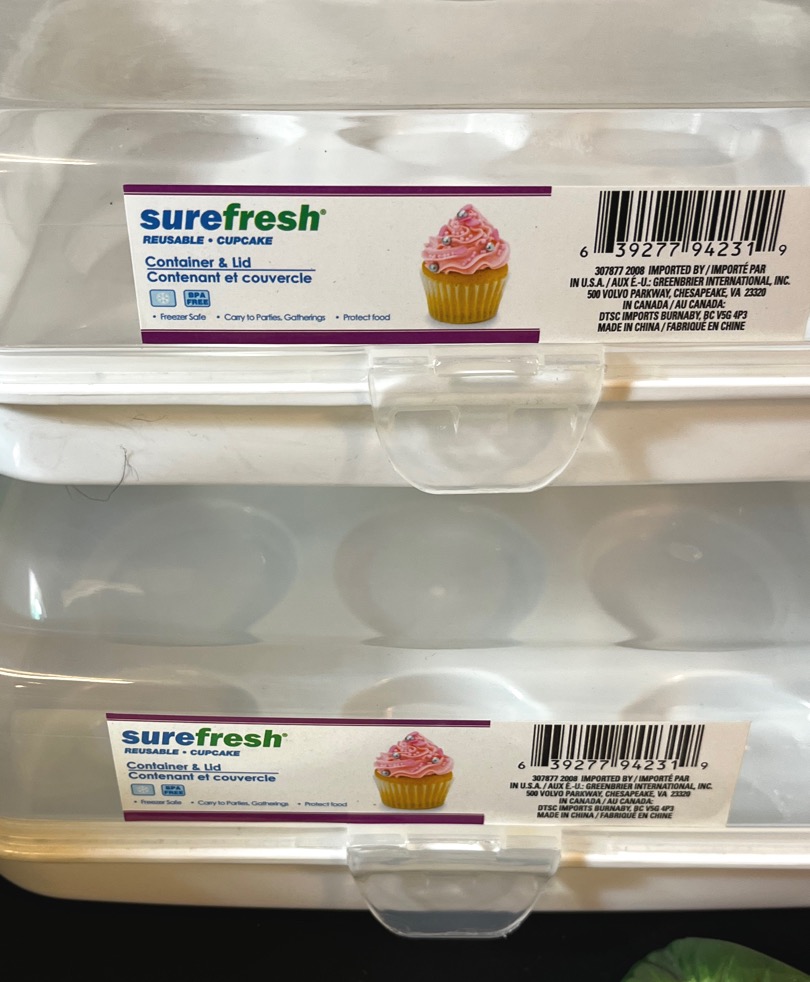 surefresh®
REUSABLE • CUPCAKE
Container & Lid
Contenant et couvercle
BPA
FREE
• Freezer Safe • Carry to Parties, Gatherings • Protect food
6 39277 94231 9
307877 2008 IMPORTED BY / IMPORTÉ PAR
IN U.S.A. / AUX É.-U.: GREENBRIER INTERNATIONAL, INC.
500 VOLVO PARKWAY, CHESAPEAKE, VA 23320
IN CANADA / AU CANADA:
DTSC IMPORTS BURNABY, BC V5G 4P3
MADE IN CHINA / FABRIQUÉ EN CHINE
surefresh®
REUSABLE • CUPCAKE
Container & Lid
Contenant et couvercle
BPA
FREE
• Freezer Safe • Carry to Parties, Gatherings • Protect food
6 39277 94231 9
307877 2008 IMPORTED BY / IMPORTÉ PAR
IN U.S.A. / AUX É.-U.: GREENBRIER INTERNATIONAL, INC.
500 VOLVO PARKWAY, CHESAPEAKE, VA 23320
IN CANADA / AU CANADA:
DTSC IMPORTS BURNABY, BC V5G 4P3
MADE IN CHINA / FABRIQUÉ EN CHINE